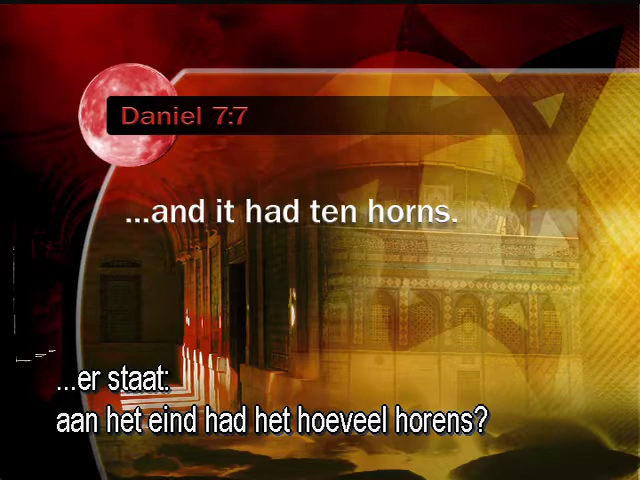 Daniel 7:7
...and it had ten horns.
...er staat:
aan het eind had het hoeveel horens?